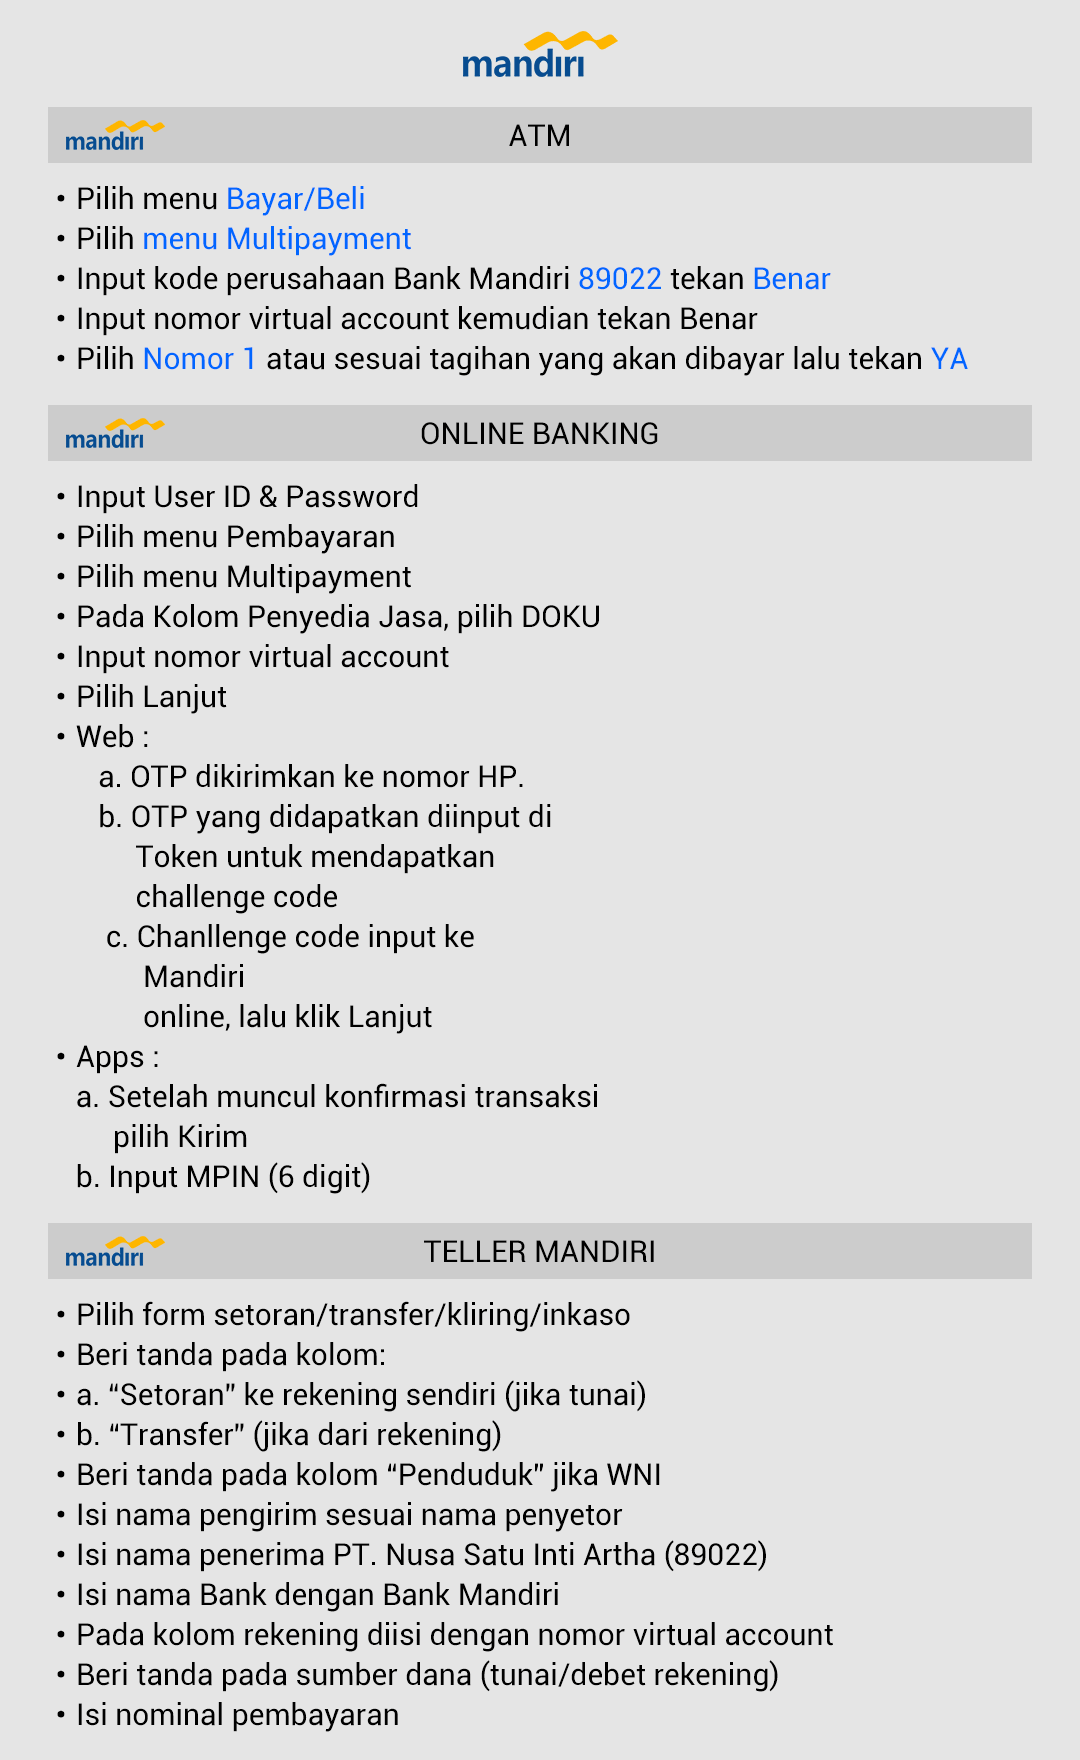 mandiri
mandiri ATM
• Pilih menu Bayar/Beli
• Pilih menu Multipayment
• Input kode perusahaan Bank Mandiri 89022 tekan Benar
• Input nomor virtual account kemudian tekan Benar
• Pilih Nomor 1 atau sesuai tagihan yang akan dibayar lalu tekan YA
mandiri ONLINE BANKING
• Input User ID & Password
• Pilih menu Pembayaran
• Pilih menu Multipayment
• Pada Kolom Penyedia Jasa, pilih DOKU
• Input nomor virtual account
• Pilih Lanjut
• Web :
a. OTP dikirimkan ke nomor HP.
b. OTP yang didapatkan diinput di
Token untuk mendapatkan
challenge code
c. Chanllenge code input ke
Mandiri
online, lalu klik Lanjut
• Apps :
a. Setelah muncul konfirmasi transaksi
pilih Kirim
b. Input MPIN (6 digit)
mandiri TELLER MANDIRI
• Pilih form setoran/transfer/kliring/inkaso
• Beri tanda pada kolom:
• a. “Setoran” ke rekening sendiri (jika tunai)
• b. “Transfer” (jika dari rekening)
• Beri tanda pada kolom “Penduduk” jika WNI
• Isi nama pengirim sesuai nama penyetor
• Isi nama penerima PT. Nusa Satu Inti Artha (89022)
• Isi nama Bank dengan Bank Mandiri
• Pada kolom rekening diisi dengan nomor virtual account
• Beri tanda pada sumber dana (tunai/debet rekening)
• Isi nominal pembayaran